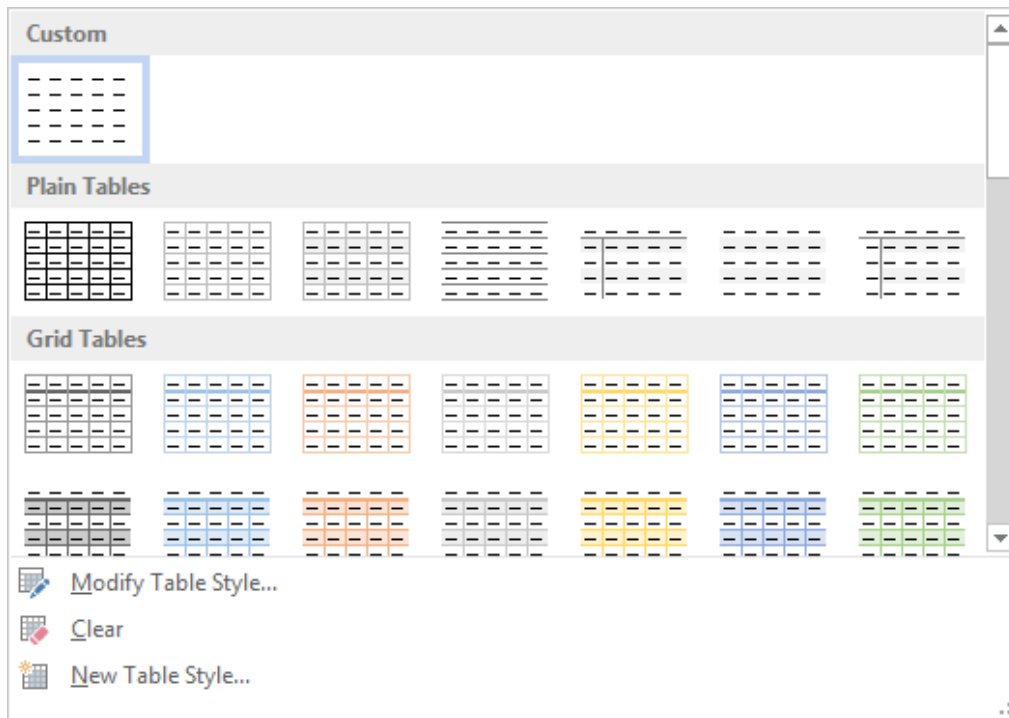 Custom
Plain Tables
Grid Tables
Modify Table Style...
Clear
New Table Style...